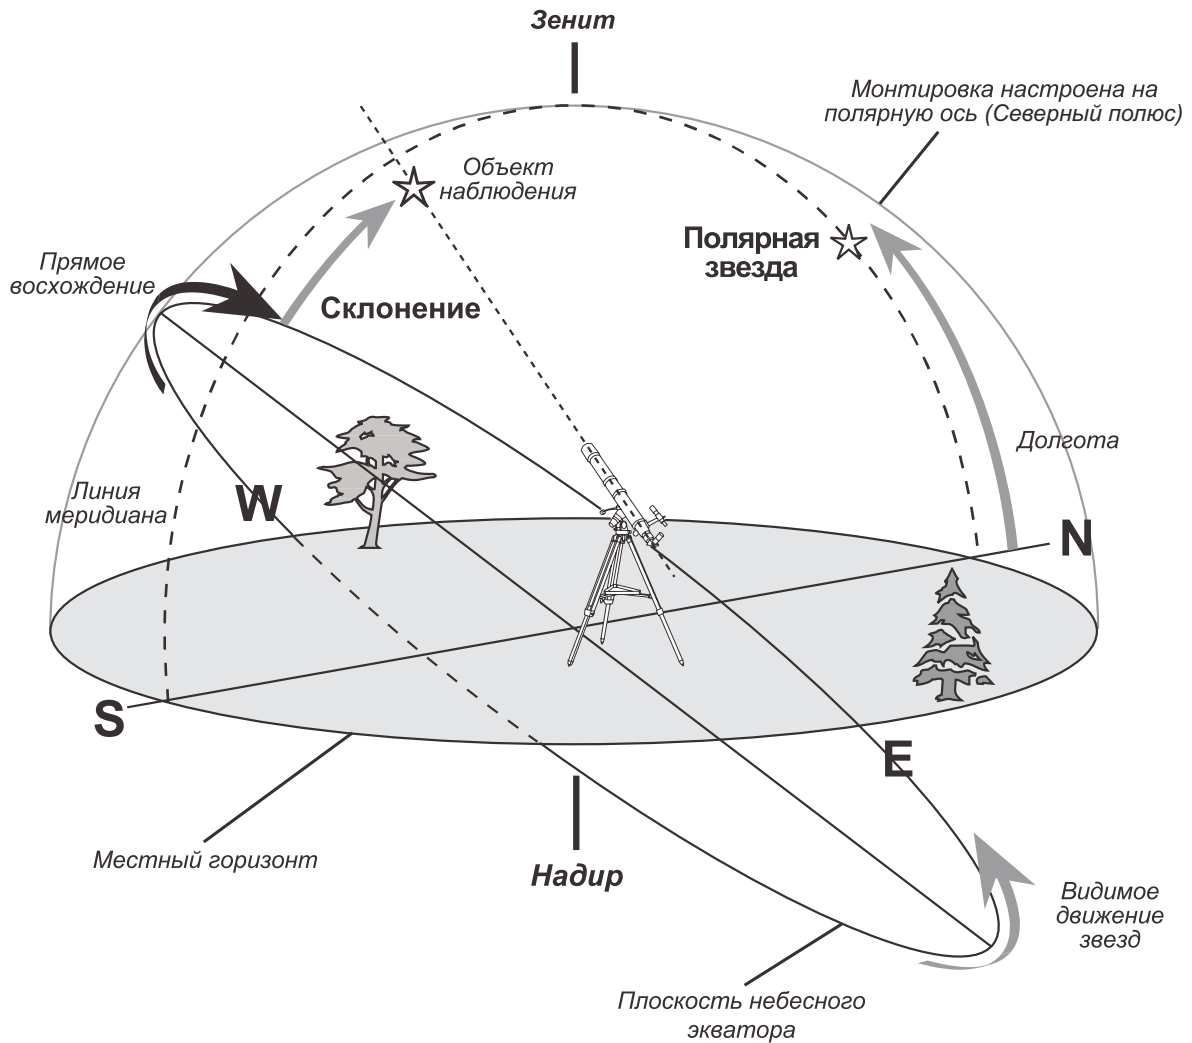 Зенит
Монтировка настроена на
полярную ось (Северный полюс)
Объект
наблюдения
Полярная
звезда
Прямое
восхождение
Склонение
Долгота
Линия
меридиана
W
N
S
E
Местный горизонт
Надир
Видимое
движение
звезд
Плоскость небесного
экватора